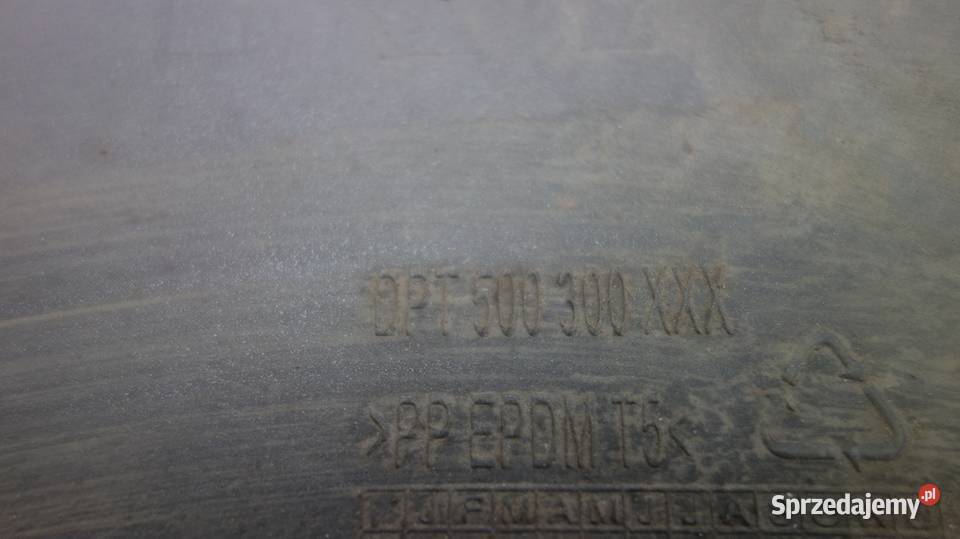 DPT 500 300 XXX
>PP EPDM T5<
J F M A M J J A S O N
Sprzedajemy.pl